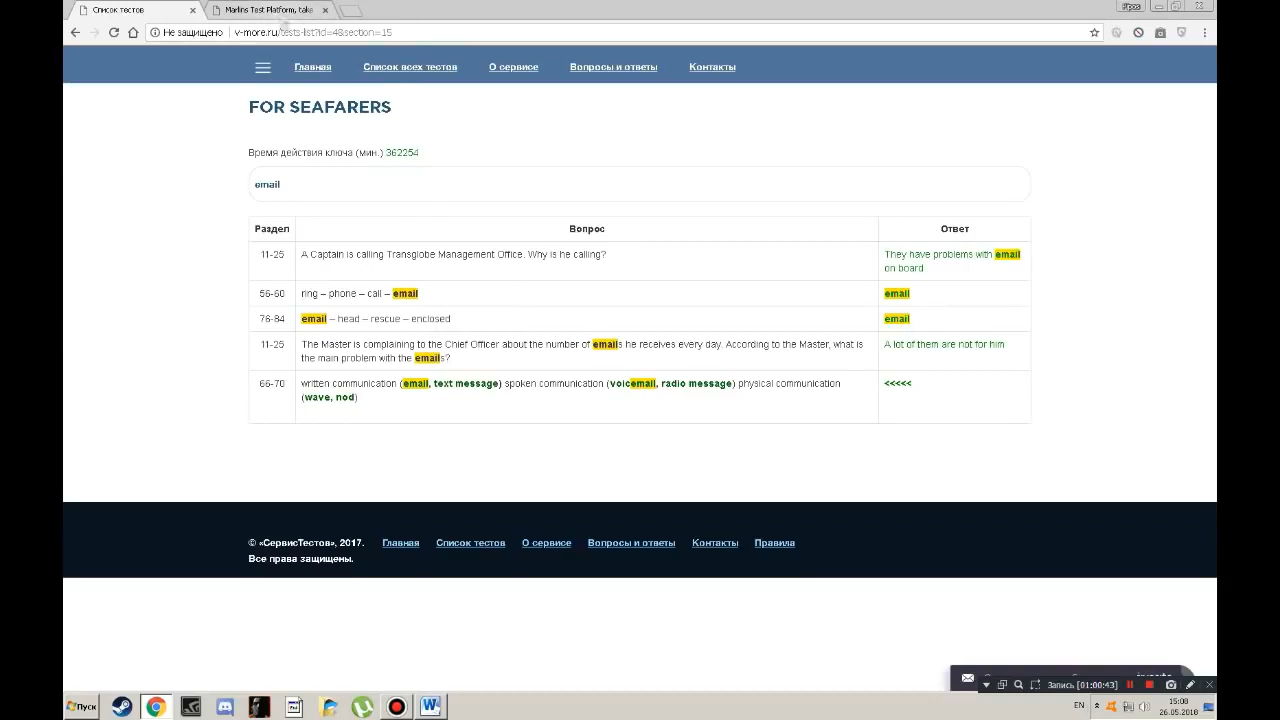 Список тестов
Marlins Test Platform, take
Не защищено
v-more.ru/tests-list?id=4&section=15
Главная
Список всех тестов
О сервисе
Вопросы и ответы
Контакты
FOR SEAFARERS
Время действия ключа (мин.) 362254
email
Раздел Вопрос Ответ
11-25 A Captain is calling Transglobe Management Office. Why is he calling? They have problems with email
on board
56-60 ring – phone – call – email email
76-84 email – head – rescue – enclosed email
11-25 The Master is complaining to the Chief Officer about the number of emails he receives every day. According to the Master, what is A lot of them are not for him
the main problem with the emails?
66-70 written communication (email, text message) spoken communication (voicemail, radio message) physical communication <<<<<
(wave, nod)
© «СервисТестов», 2017. Главная Список тестов О сервисе Вопросы и ответы Контакты Правила
Все права защищены.
Запись [01:00:43]
Пуск
EN
15:08
26.05.2018